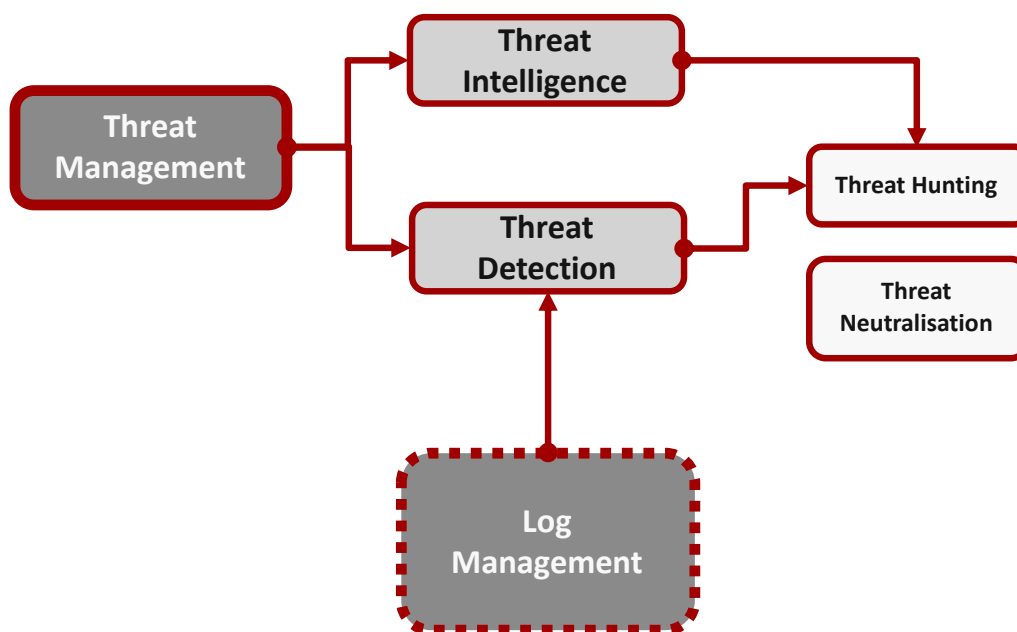 Threat
Intelligence
Threat
Management
Threat Hunting
Threat
Detection
Threat
Neutralisation
Log
Management